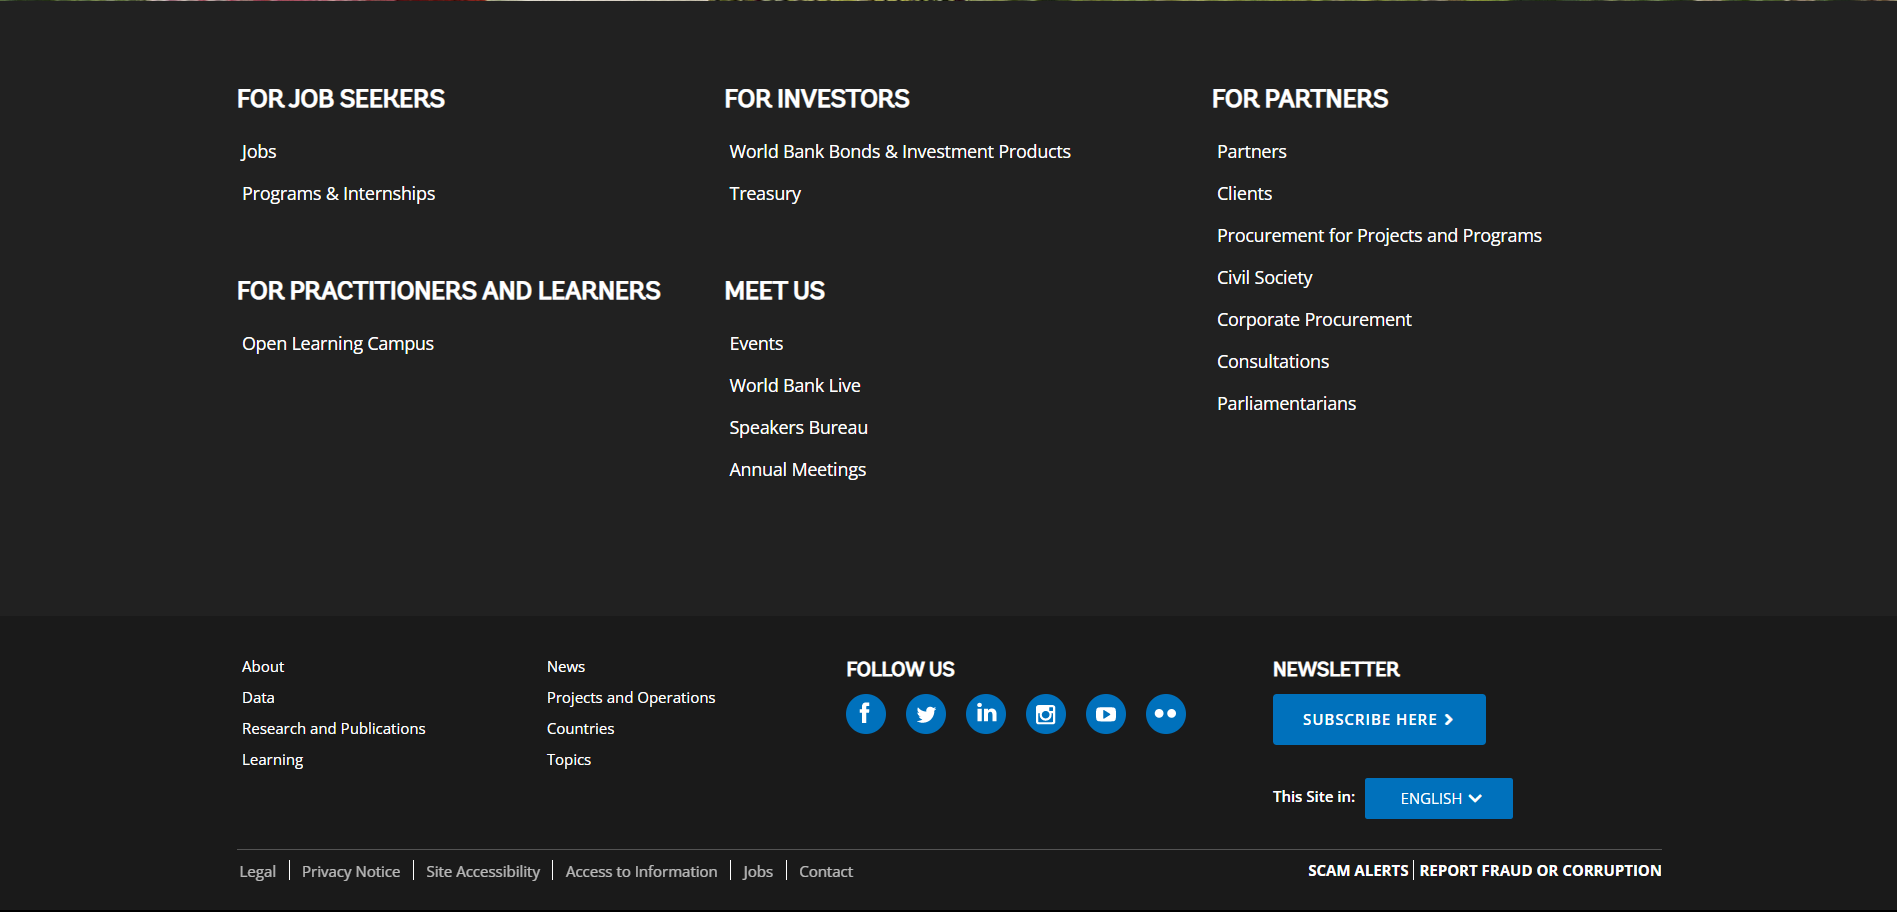 FOR JOB SEEKERS
Jobs
Programs & Internships
FOR PRACTITIONERS AND LEARNERS
Open Learning Campus
FOR INVESTORS
World Bank Bonds & Investment Products
Treasury
MEET US
Events
World Bank Live
Speakers Bureau
Annual Meetings
FOR PARTNERS
Partners
Clients
Procurement for Projects and Programs
Civil Society
Corporate Procurement
Consultations
Parliamentarians
About
Data
Research and Publications
Learning
News
Projects and Operations
Countries
Topics
FOLLOW US
NEWSLETTER
SUBSCRIBE HERE
This Site in: ENGLISH
Legal | Privacy Notice | Site Accessibility | Access to Information | Jobs | Contact
SCAM ALERTS | REPORT FRAUD OR CORRUPTION